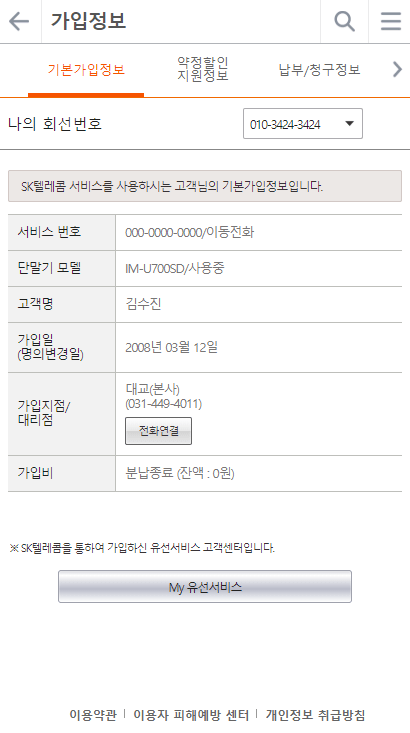 가입정보
기본가입정보
약정할인
지원정보
납부/청구정보
나의 회선번호
010-3424-3424
SK텔레콤 서비스를 사용하시는 고객님의 기본가입정보입니다.
서비스 번호
000-0000-0000/이동전화
단말기 모델
IM-U700SD/사용중
고객명
김수진
가입일
(명의변경일)
2008년 03월 12일
가입지점/
대리점
대교(본사)
(031-449-4011)
전화연결
가입비
분납종료 (잔액 : 0원)
※ SK텔레콤을 통하여 가입하신 유선서비스 고객센터입니다.
My 유선서비스
이용약관 | 이용자 피해예방 센터 | 개인정보 취급방침